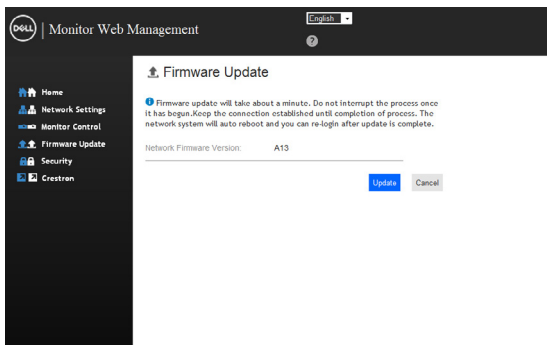 DELL | Monitor Web Management
English
?
Home
Network Settings
Monitor Control
Firmware Update
Security
Crestron
Firmware Update
Firmware update will take about a minute. Do not interrupt the process once
it has begun.Keep the connection established until completion of process. The
network system will auto reboot and you can re-login after update is complete.
Network Firmware Version: A13
Update Cancel